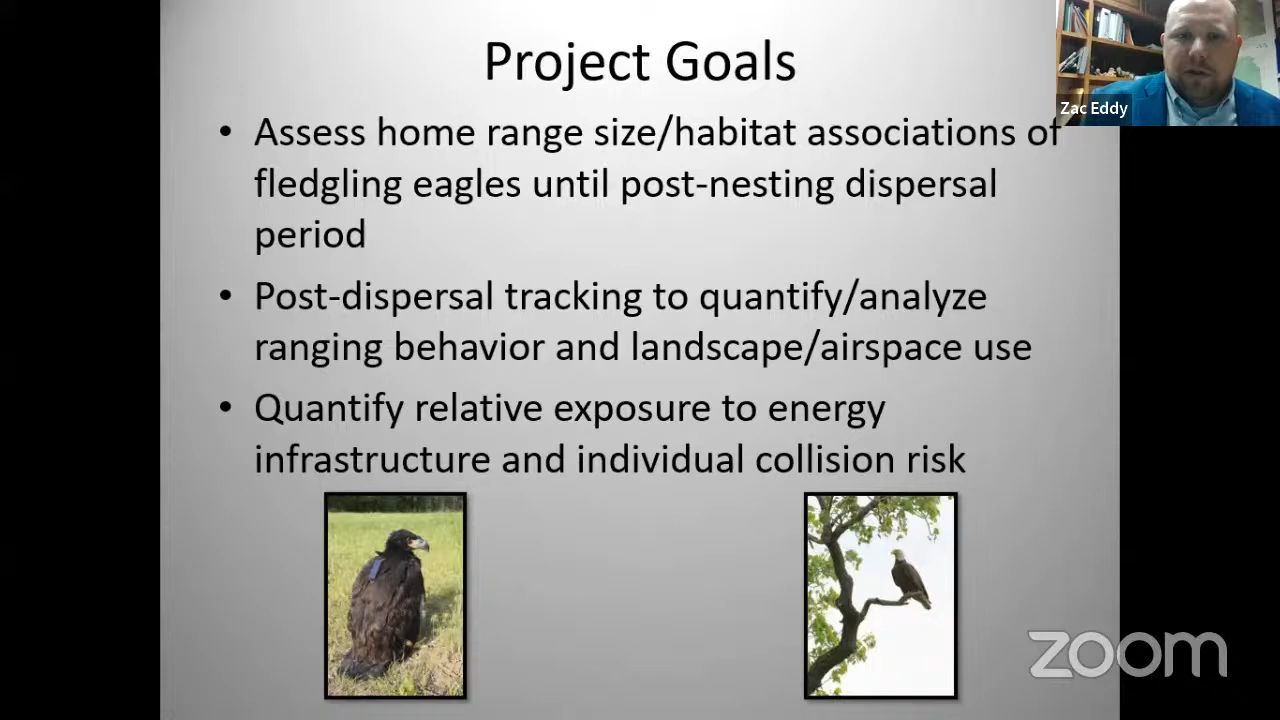 Project Goals
Zac Eddy
• Assess home range size/habitat associations of
fledgling eagles until post-nesting dispersal
period
• Post-dispersal tracking to quantify/analyze
ranging behavior and landscape/airspace use
• Quantify relative exposure to energy
infrastructure and individual collision risk
zoom